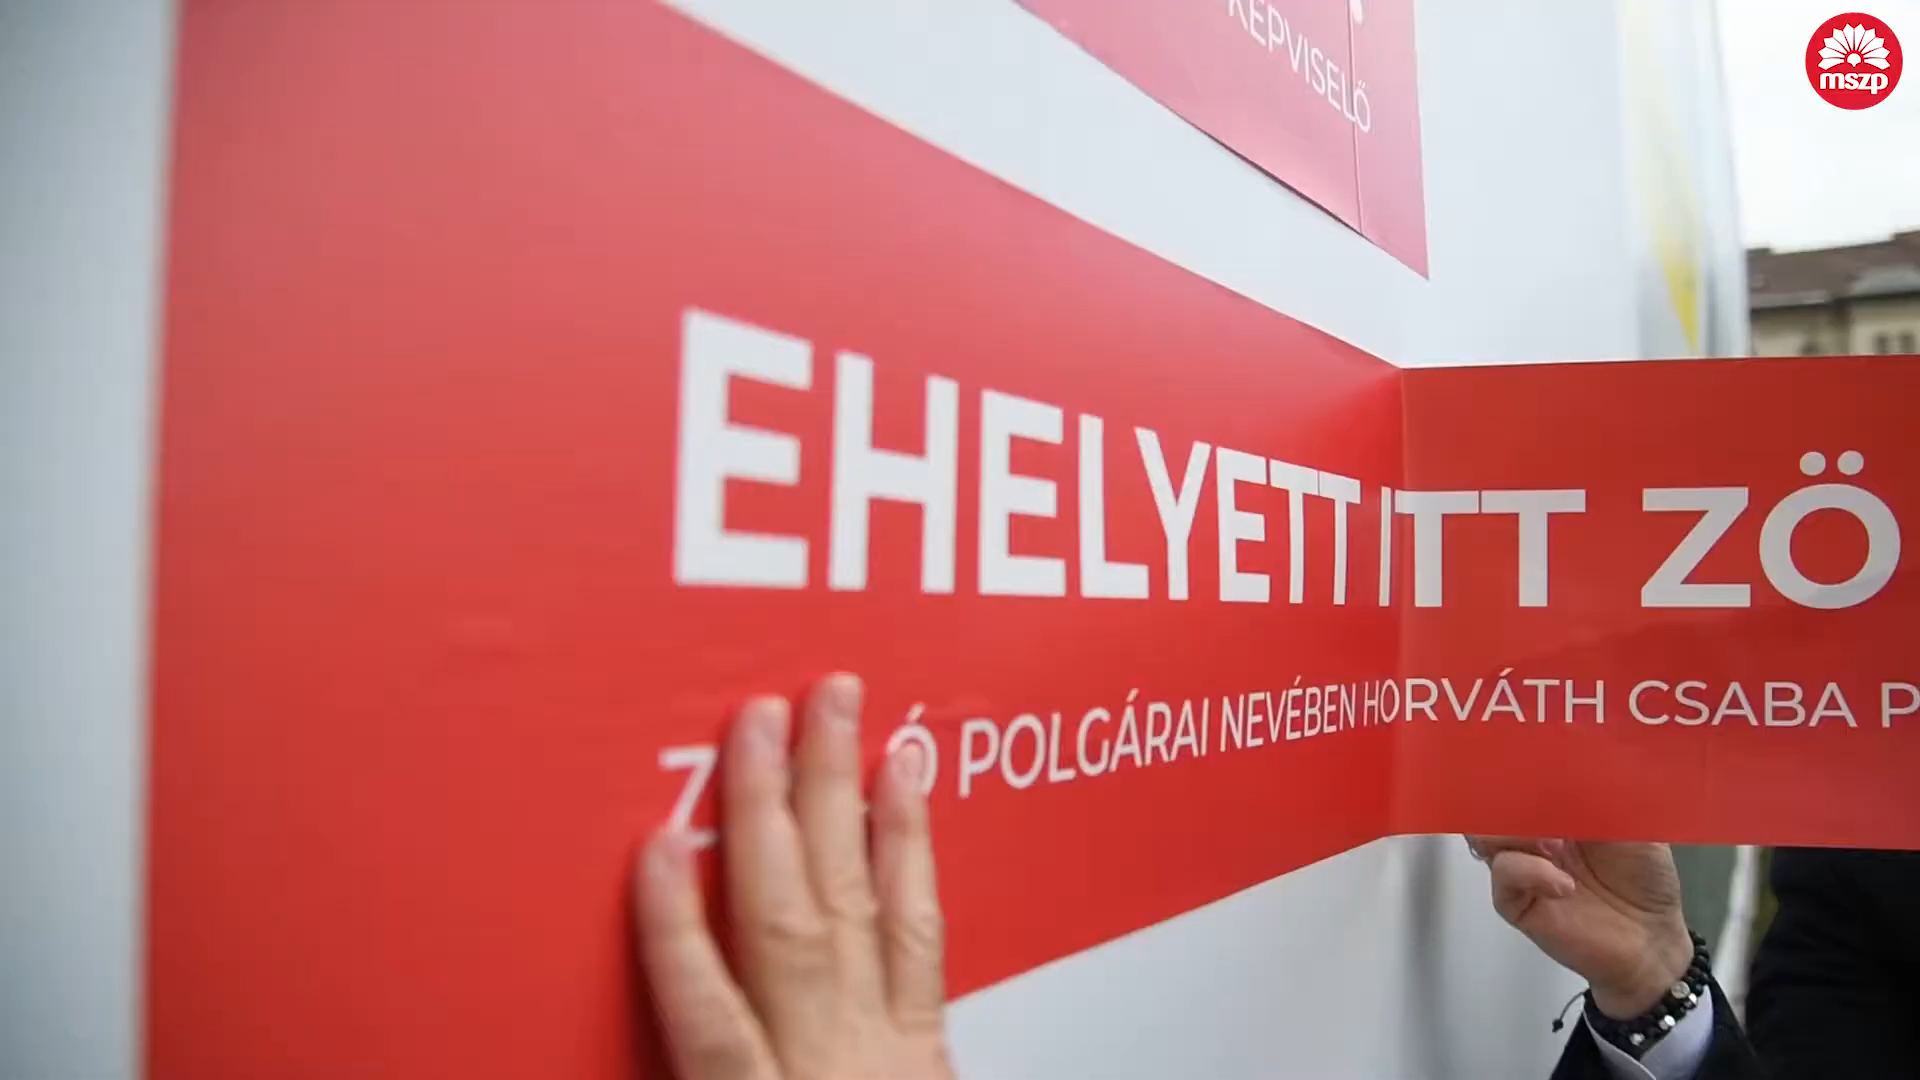 KÉPVISELŐ
mszp
EHELYETT ITT ZÖ
POLGÁRAI NEVÉBEN HORVÁTH CSABA P